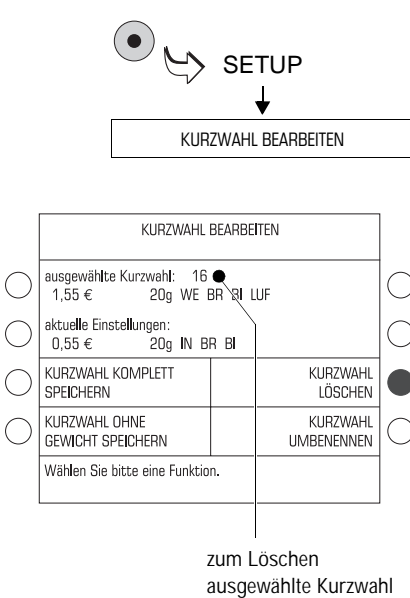 SETUP
KURZWAHL BEARBEITEN
KURZWAHL BEARBEITEN
ausgewählte Kurzwahl: 16
1,55 € 20g WE BR BI LUF
aktuelle Einstellungen:
0,55 € 20g IN BR BI
KURZWAHL KOMPLETT
SPEICHERN
KURZWAHL
LÖSCHEN
KURZWAHL OHNE
GEWICHT SPEICHERN
KURZWAHL
UMBENENNEN
Wählen Sie bitte eine Funktion.
zum Löschen
ausgewählte Kurzwahl